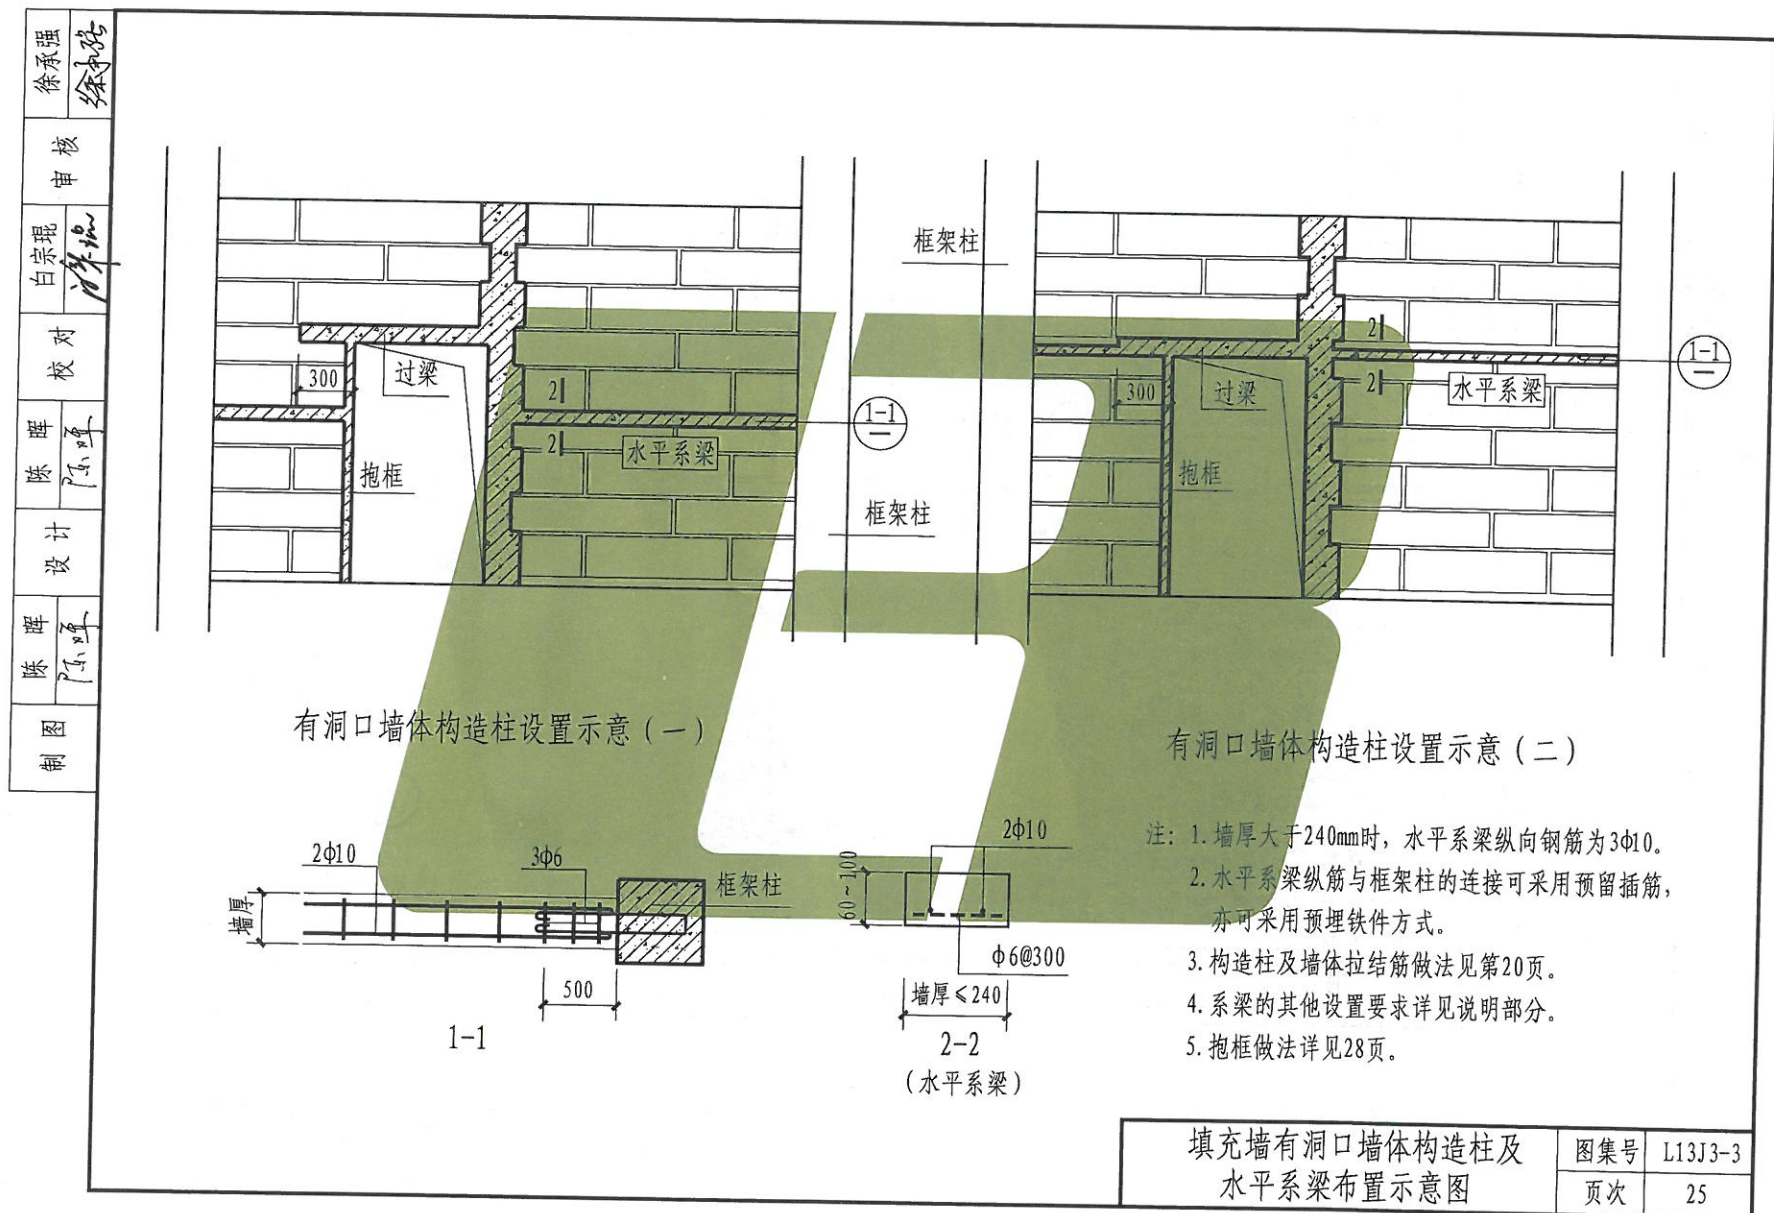 徐承强
审核
白宗琨
校对
陈晖
设计
陈晖
制图
框架柱
2
2
1-1
300
过梁
水平系梁
抱框
2
2
1-1
300
过梁
水平系梁
抱框
框架柱
有洞口墙体构造柱设置示意(一)
有洞口墙体构造柱设置示意(二)
2φ10
3φ6
框架柱
墙厚
500
1-1
2φ10
60~100
φ6@300
墙厚≤240
2-2
(水平系梁)
注: 1. 墙厚大于240mm时, 水平系梁纵向钢筋为3φ10。
2. 水平系梁纵筋与框架柱的连接可采用预留插筋,
亦可采用预埋铁件方式。
3. 构造柱及墙体拉结筋做法见第20页。
4. 系梁的其他设置要求详见说明部分。
5. 抱框做法详见28页。
填充墙有洞口墙体构造柱及
水平系梁布置示意图
图集号 L13J3-3
页次 25